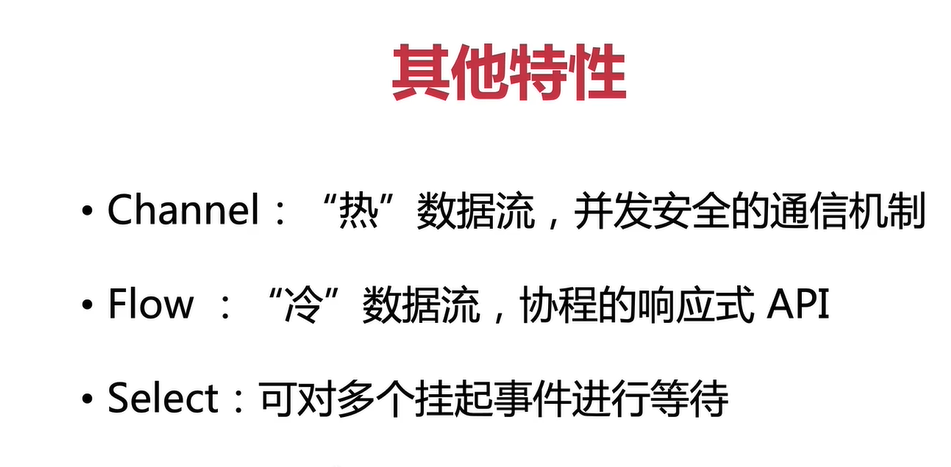 其他特性
• Channel：“热”数据流，并发安全的通信机制
• Flow ：“冷”数据流，协程的响应式 API
• Select：可对多个挂起事件进行等待